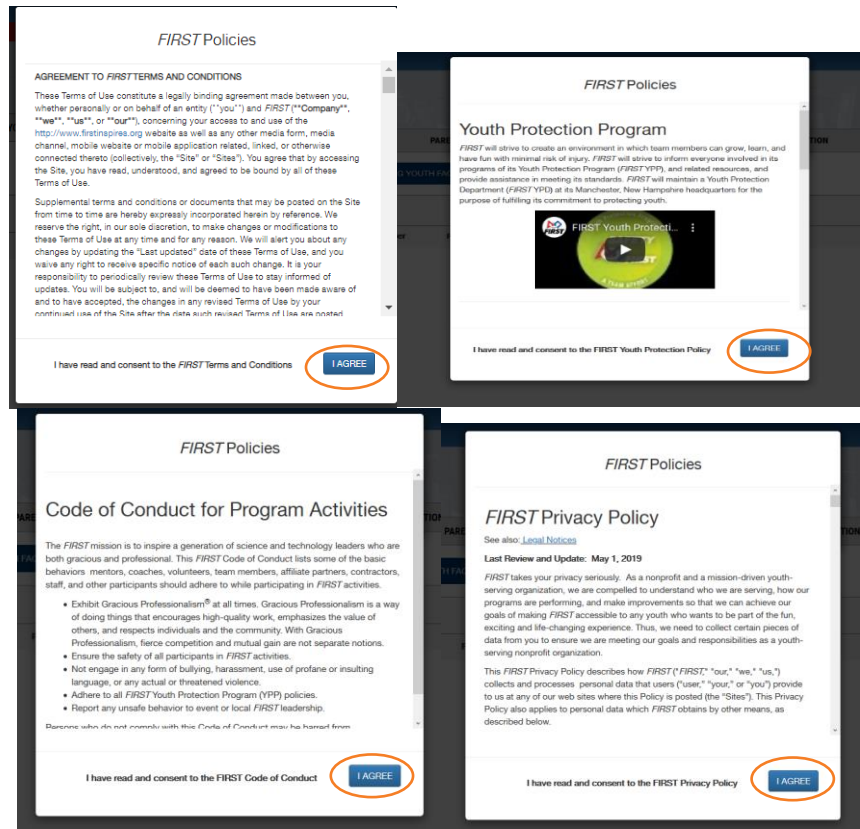 FIRST Policies
AGREEMENT TO FIRST TERMS AND CONDITIONS
These Terms of Use constitute a legally binding agreement made between you,
whether personally or on behalf of an entity (**you**) and FIRST (**Company**,
**we**, **us**, or **our**), concerning your access to and use of the
http://www.firstinspires.org website as well as any other media form, media
channel, mobile website or mobile application related, linked, or otherwise
connected thereto (collectively, the “Site” or “Sites”). You agree that by accessing
the Site, you have read, understood, and agreed to be bound by all of these
Terms of Use.
Supplemental terms and conditions or documents that may be posted on the Site
from time to time are hereby expressly incorporated herein by reference. We
reserve the right, in our sole discretion, to make changes or modifications to
these Terms of Use at any time and for any reason. We will alert you about any
changes by updating the “Last updated” date of these Terms of Use, and you
waive any right to receive specific notice of each such change. It is your
responsibility to periodically review these Terms of Use to stay informed of
updates. You will be subject to, and will be deemed to have been made aware of
and to have accepted, the changes in any revised Terms of Use by your
continued use of the Site after the date such revised Terms of Use are posted
I have read and consent to the FIRST Terms and Conditions
I AGREE
FIRST Policies
Youth Protection Program
FIRST will strive to create an environment in which team members can grow, learn, and
have fun with minimal risk of injury. FIRST will strive to inform everyone involved in its
programs of its Youth Protection Program (FIRST YPP), and related resources, and
provide assistance in meeting its standards. FIRST will maintain a Youth Protection
Department (FIRST YPD) at its Manchester, New Hampshire headquarters for the
purpose of fulfilling its commitment to protecting youth.
FIRST Youth Protecti...
I have read and consent to the FIRST Youth Protection Policy
I AGREE
FIRST Policies
Code of Conduct for Program Activities
The FIRST mission is to inspire a generation of science and technology leaders who are
both gracious and professional. This FIRST Code of Conduct lists some of the basic
behaviors mentors, coaches, volunteers, team members, affiliate partners, contractors,
staff, and other participants should adhere to while participating in FIRST activities.
• Exhibit Gracious Professionalism® at all times. Gracious Professionalism is a way
of doing things that encourages high-quality work, emphasizes the value of
others, and respects individuals and the community. With Gracious
Professionalism, fierce competition and mutual gain are not separate notions.
• Ensure the safety of all participants in FIRST activities.
• Not engage in any form of bullying, harassment, use of profane or insulting
language, or any actual or threatened violence.
• Adhere to all FIRST Youth Protection Program (YPP) policies.
• Report any unsafe behavior to event or local FIRST leadership.
Persons who do not comply with this Code of Conduct may be barred from
I have read and consent to the FIRST Code of Conduct
I AGREE
FIRST Policies
FIRST Privacy Policy
See also: Legal Notices
Last Review and Update: May 1, 2019
FIRST takes your privacy seriously. As a nonprofit and a mission-driven youth-
serving organization, we are compelled to understand who we are serving, how our
programs are performing, and make improvements so that we can achieve our
goals of making FIRST accessible to any youth who wants to be part of the fun,
exciting and life-changing experience. Thus, we need to collect certain pieces of
data from you to ensure we are meeting our goals and responsibilities as a youth-
serving nonprofit organization.
This FIRST Privacy Policy describes how FIRST ("FIRST," "our," "we," "us,")
collects and processes personal data that users ("user," "your," or "you") provide
to us at any of our web sites where this Policy is posted (the "Sites"). This Privacy
Policy also applies to personal data which FIRST obtains by other means, as
described below.
I have read and consent to the FIRST Privacy Policy
I AGREE